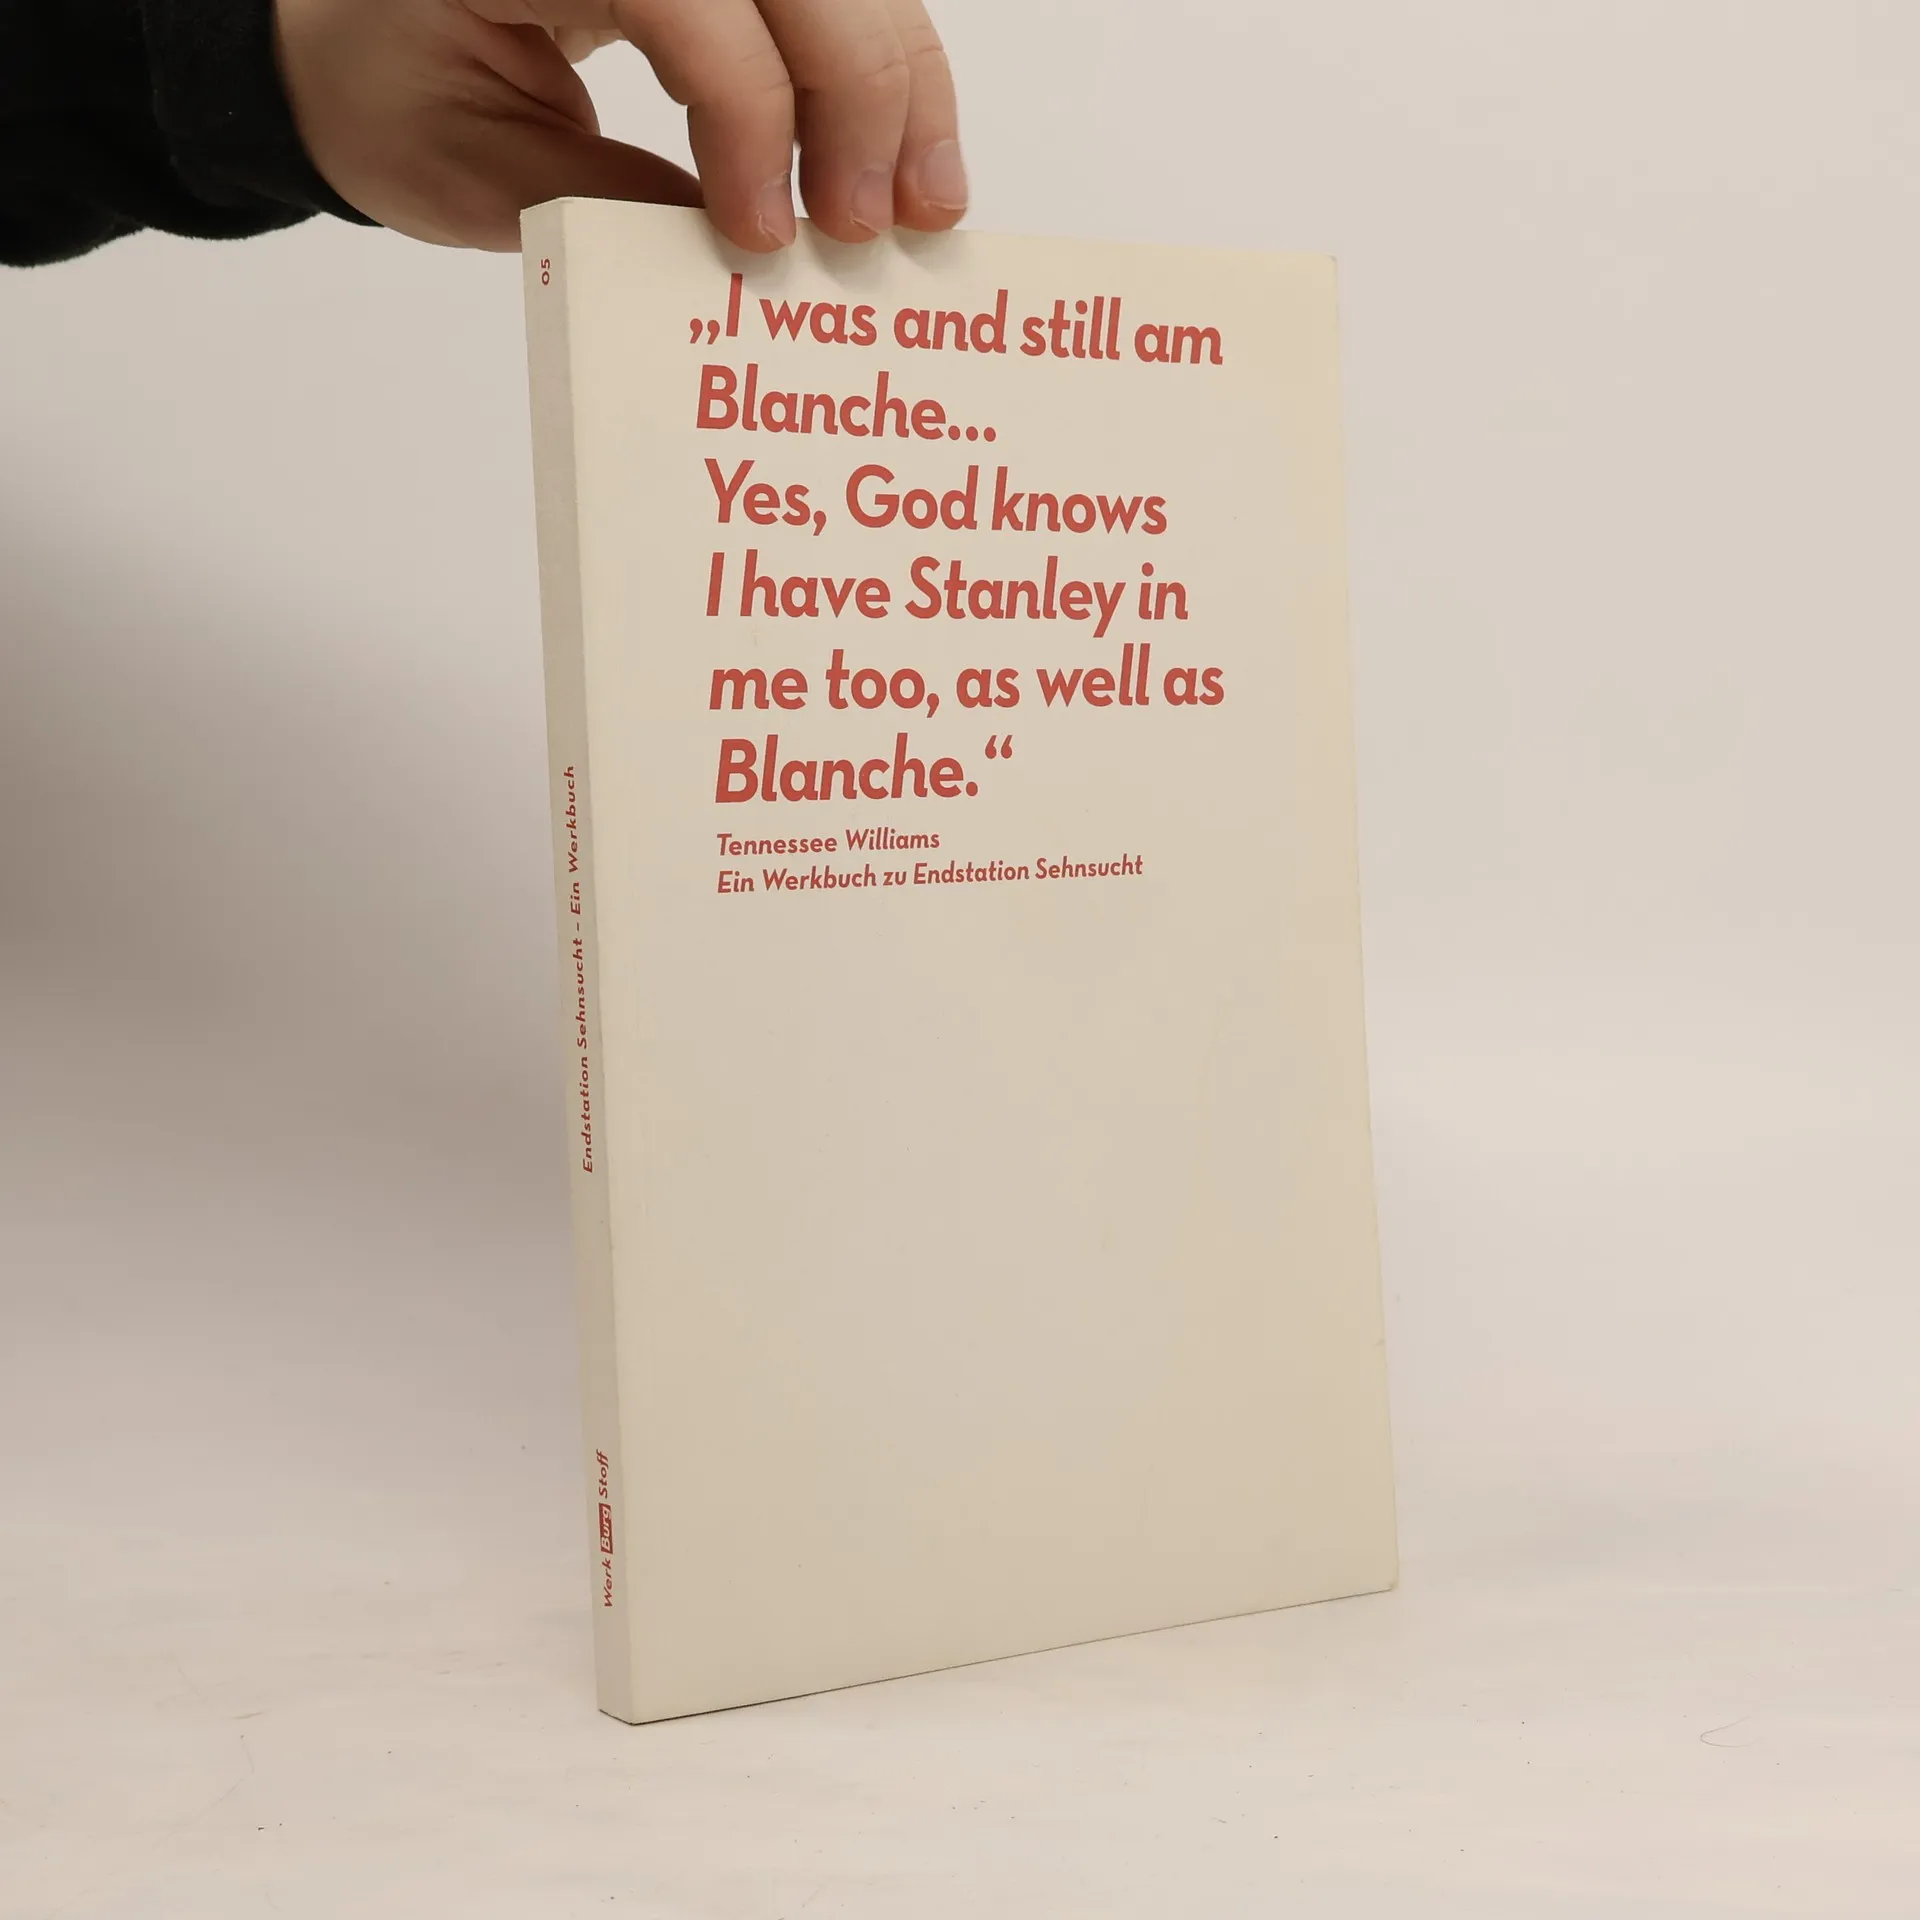 „I was and still am
Blanche...
Yes, God knows
I have Stanley in
me too, as well as
Blanche.“
Tennessee Williams
Ein Werkbuch zu Endstation Sehnsucht
05
Endstation Sehnsucht – Ein Werkbuch
Werk Burg Stoff